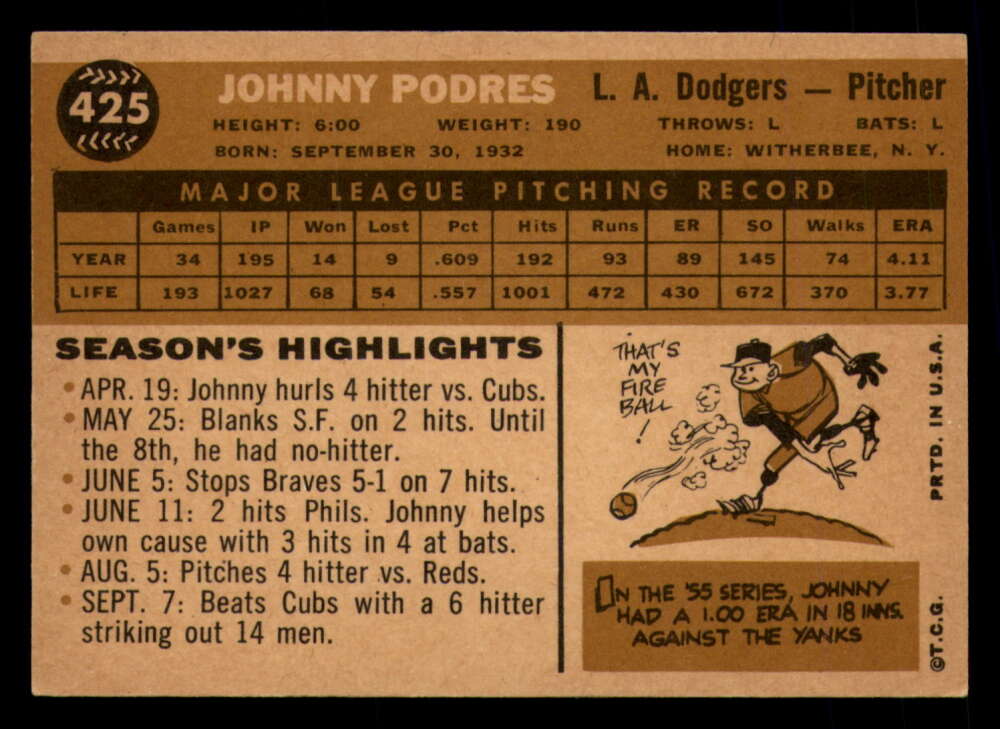 425
JOHNNY PODRES L. A. Dodgers — Pitcher
HEIGHT: 6:00 WEIGHT: 190 THROWS: L BATS: L
BORN: SEPTEMBER 30, 1932 HOME: WITHERBEE, N. Y.
MAJOR LEAGUE PITCHING RECORD
Games IP Won Lost Pct Hits Runs ER SO Walks ERA
YEAR 34 195 14 9 .609 192 93 89 145 74 4.11
LIFE 193 1027 68 54 .557 1001 472 430 672 370 3.77
SEASON'S HIGHLIGHTS
• APR. 19: Johnny hurls 4 hitter vs. Cubs.
• MAY 25: Blanks S.F. on 2 hits. Until
the 8th, he had no-hitter.
• JUNE 5: Stops Braves 5-1 on 7 hits.
• JUNE 11: 2 hits Phils. Johnny helps
own cause with 3 hits in 4 at bats.
• AUG. 5: Pitches 4 hitter vs. Reds.
• SEPT. 7: Beats Cubs with a 6 hitter
striking out 14 men.
THAT'S
MY
FIRE
BALL
!
ON THE '55 SERIES, JOHNNY
HAD A 1.00 ERA IN 18 INNS.
AGAINST THE YANKS
©T.C.G. PRTD. IN U.S.A.